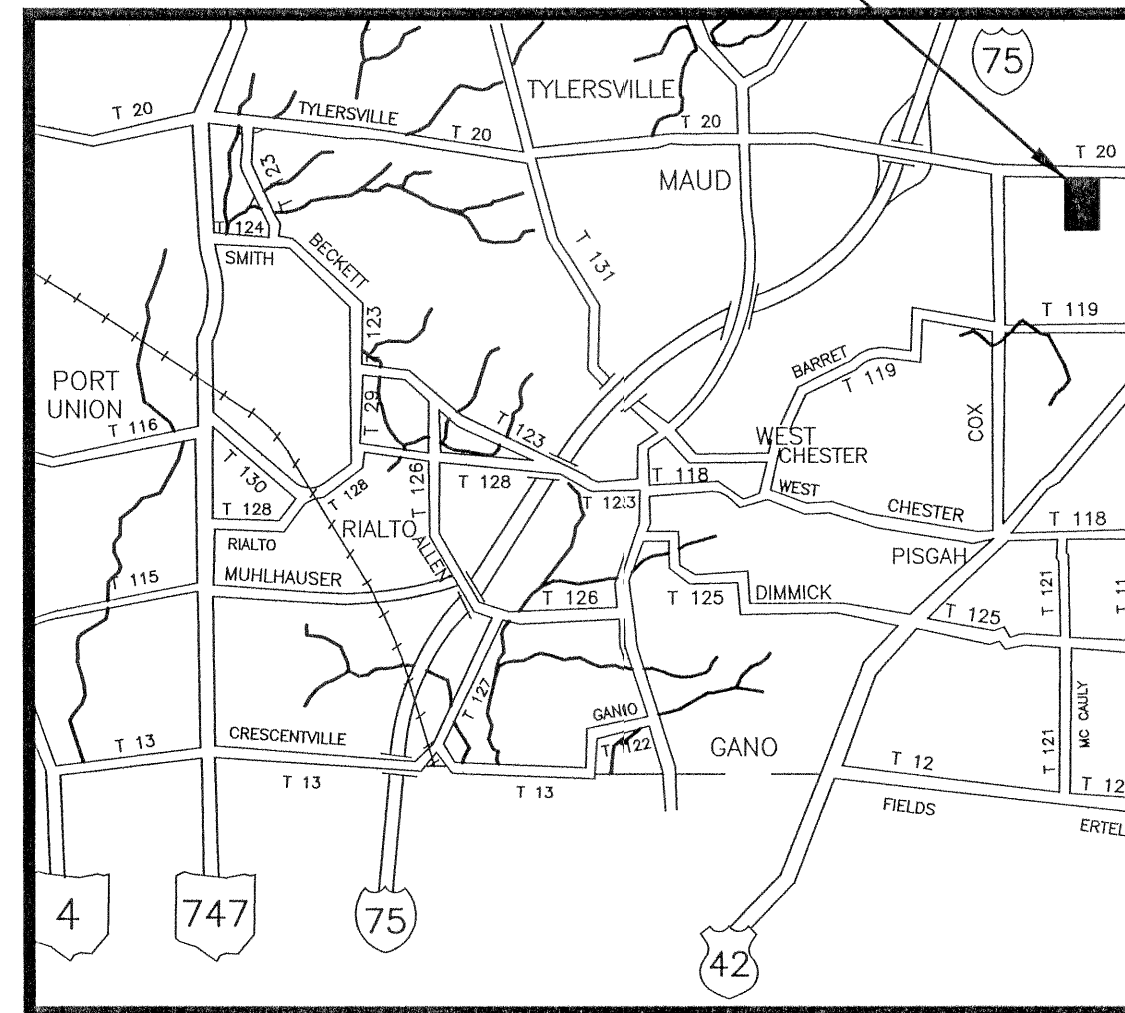 75
TYLERSVILLE
T 20
TYLERSVILLE
T 20
T 20
T 20
MAUD
T 123
T 124
SMITH
BECKETT
T 131
T 123
T 119
PORT
UNION
BARRET
T 119
COX
T 29
T 116
T 123
WEST
CHESTER
T 130
T 126
T 128
T 128
T 118
WEST
T 128
T 123
CHESTER
T 118
RIALTO
RIALTO
ALLEN
PISGAH
MUHLHAUSER
T 115
T 126
T 125
DIMMICK
T 121
T 11
T 125
T 127
GANO
MC CAULY
CRESCENTVILLE
T 13
T 122
GANO
T 121
T 13
T 13
T 12
T 12
FIELDS
ERTEL
4
747
75
42